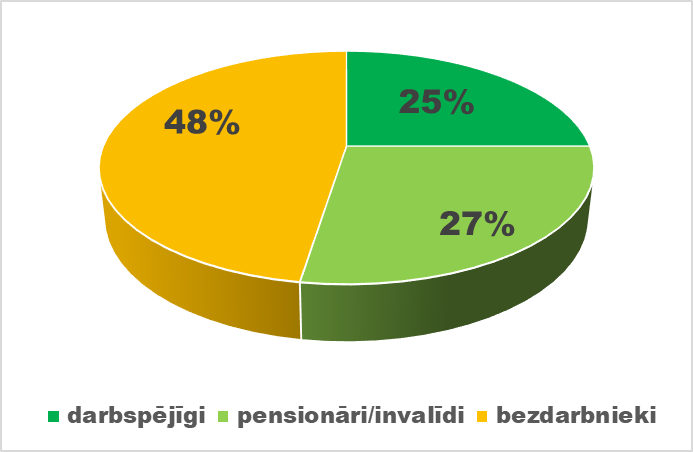 25%
48%
27%
darbspējīgi pensionāri/invalīdi bezdarbnieki